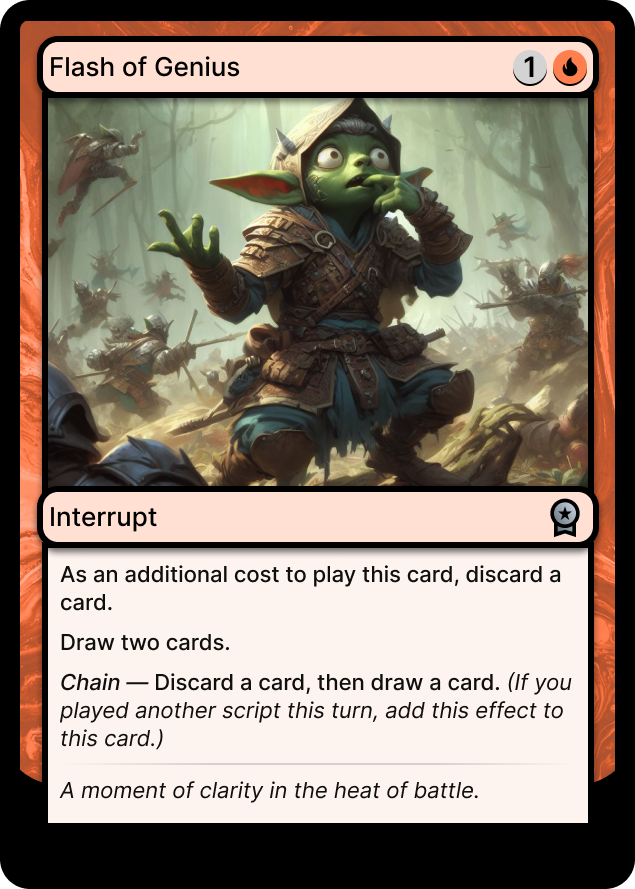 Flash of Genius
1
Interrupt
As an additional cost to play this card, discard a
card.
Draw two cards.
Chain — Discard a card, then draw a card. (If you
played another script this turn, add this effect to
this card.)
A moment of clarity in the heat of battle.